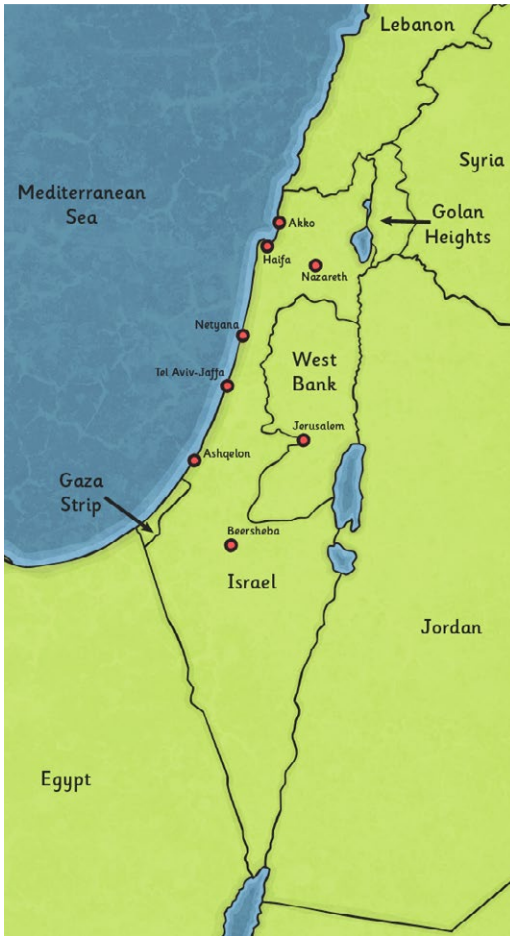 Lebanon
Syria
Mediterranean
Sea
Golan
Heights
Akko
Haifa
Nazareth
Netyana
West
Bank
Tel Aviv-Jaffa
Jerusalem
Ashqelon
Gaza
Strip
Beersheba
Israel
Jordan
Egypt